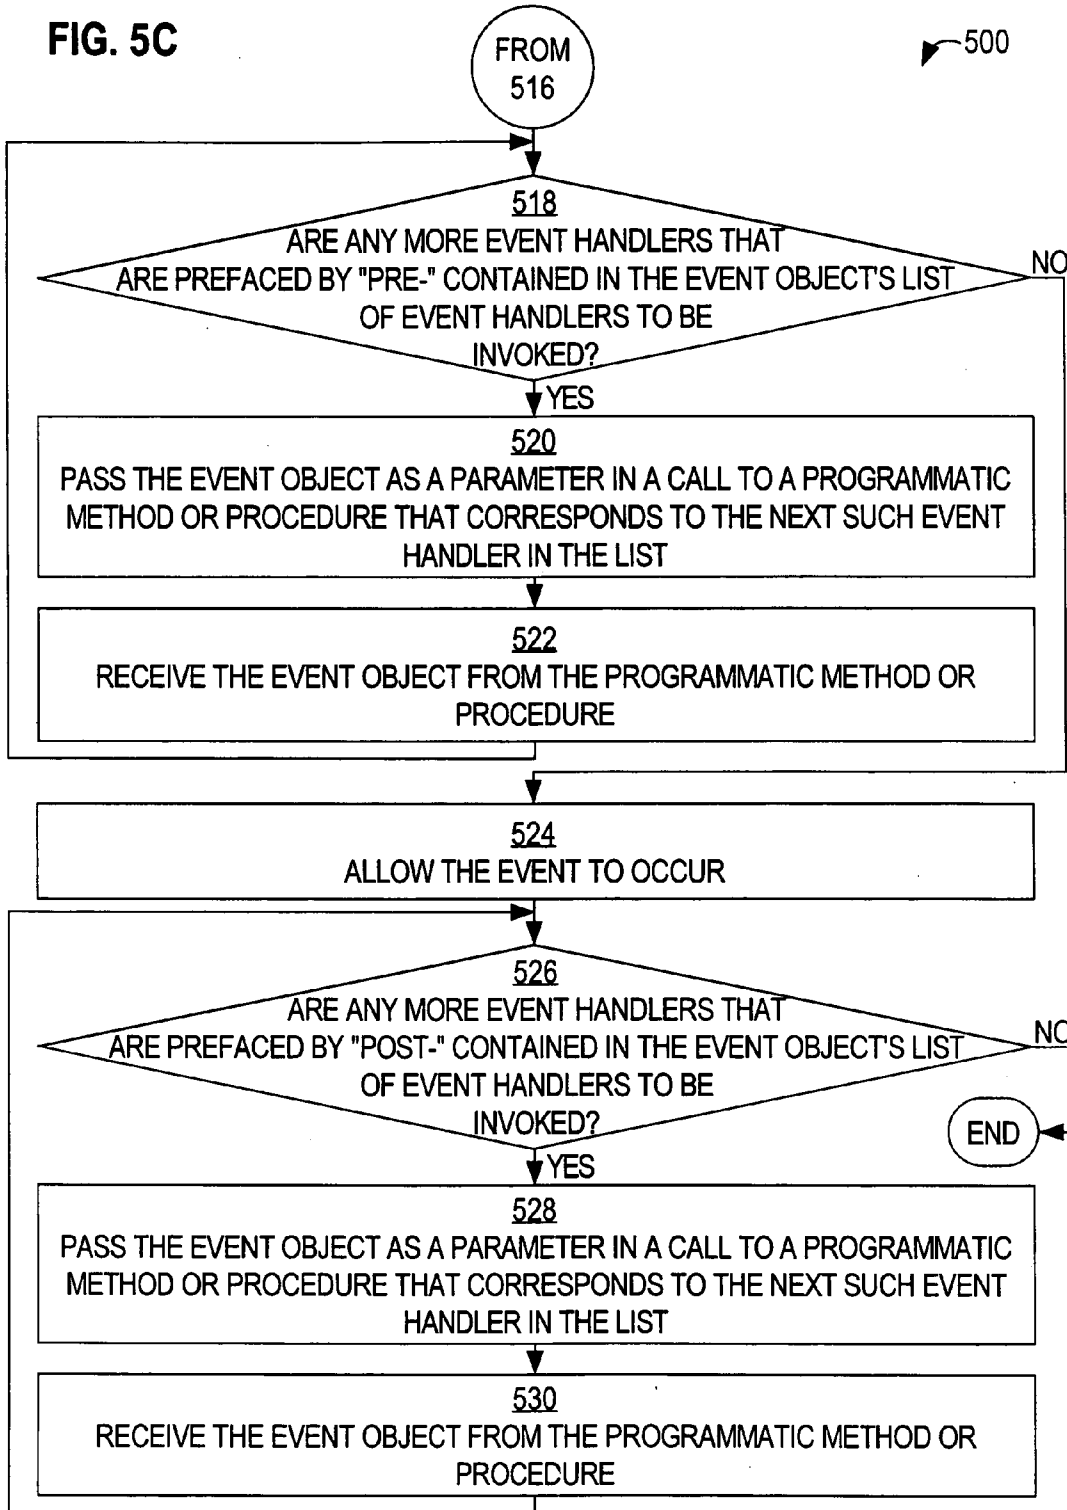 FIG. 5C
500
FROM
516
518
ARE ANY MORE EVENT HANDLERS THAT
ARE PREFACED BY "PRE-" CONTAINED IN THE EVENT OBJECT'S LIST
OF EVENT HANDLERS TO BE
INVOKED?
NO
YES
520
PASS THE EVENT OBJECT AS A PARAMETER IN A CALL TO A PROGRAMMATIC
METHOD OR PROCEDURE THAT CORRESPONDS TO THE NEXT SUCH EVENT
HANDLER IN THE LIST
522
RECEIVE THE EVENT OBJECT FROM THE PROGRAMMATIC METHOD OR
PROCEDURE
524
ALLOW THE EVENT TO OCCUR
526
ARE ANY MORE EVENT HANDLERS THAT
ARE PREFACED BY "POST-" CONTAINED IN THE EVENT OBJECT'S LIST
OF EVENT HANDLERS TO BE
INVOKED?
NO
END
YES
528
PASS THE EVENT OBJECT AS A PARAMETER IN A CALL TO A PROGRAMMATIC
METHOD OR PROCEDURE THAT CORRESPONDS TO THE NEXT SUCH EVENT
HANDLER IN THE LIST
530
RECEIVE THE EVENT OBJECT FROM THE PROGRAMMATIC METHOD OR
PROCEDURE